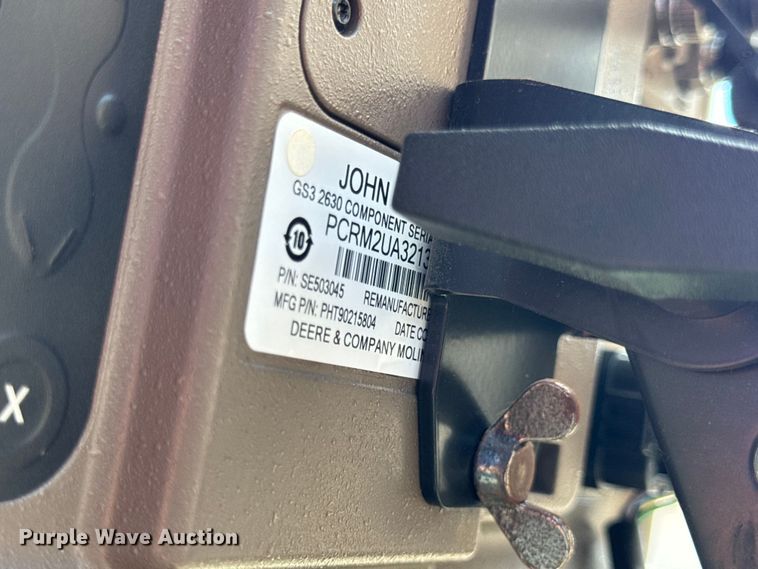 JOHN
GS3 2630 COMPONENT SERIA
PCRM2UA3213
10
P/N: SE503045 REMANUFACTURE
MFG P/N: PHT90215804 DATE CO
DEERE & COMPANY MOLIN
X
Purple Wave Auction